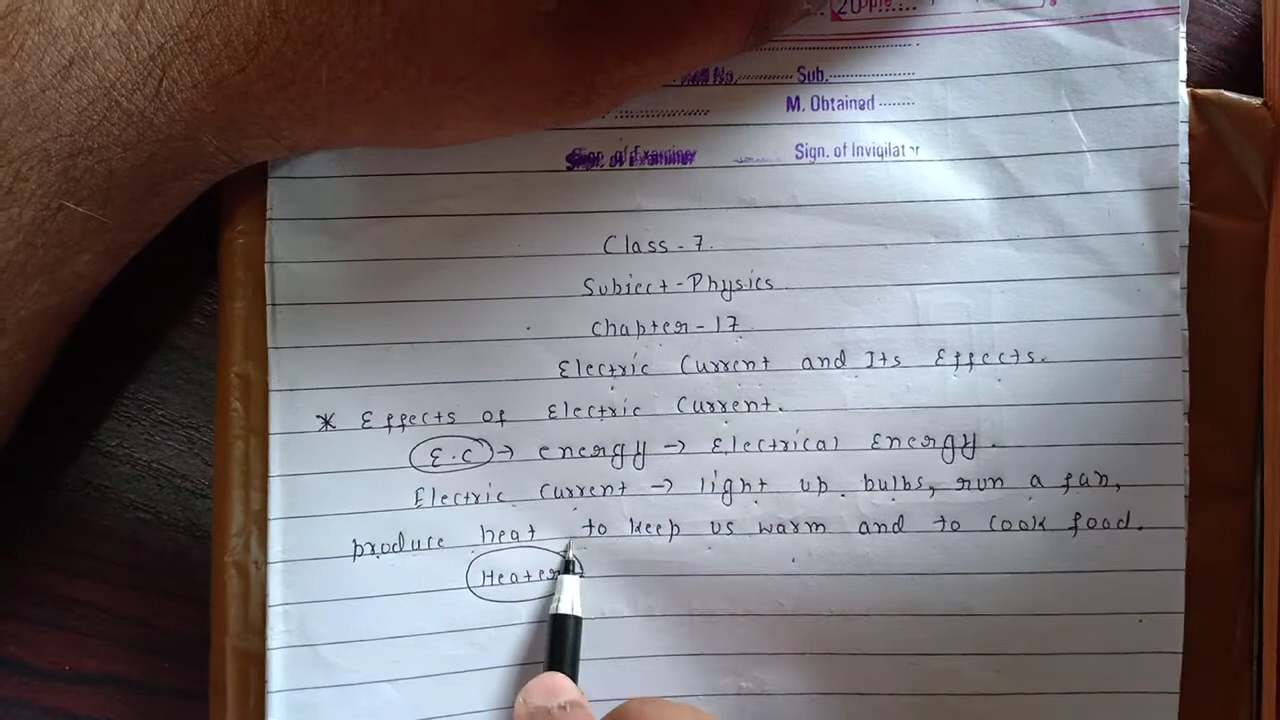 No. Sub.
M. Obtained
Sign. of Examiner Sign. of Invigilator
Class - 7.
Subject - Physics
Chapter - 17.
Electric Current and Its Effects.
* Effects of Electric Current.
E.C → energy → Electrical Energy.
Electric Current → light up bulbs, run a fan,
produce heat to keep us warm and to cook food.
Heater